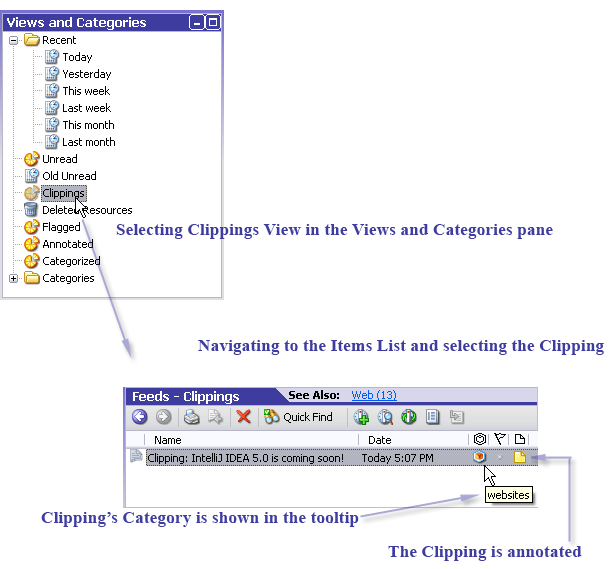 Views and Categories
Recent
Today
Yesterday
This week
Last week
This month
Last month
Unread
Old Unread
Clippings
Deleted Resources
Flagged
Annotated
Categorized
Categories
Selecting Clippings View in the Views and Categories pane
Navigating to the Items List and selecting the Clipping
Feeds - Clippings See Also: Web (13)
Quick Find
Name Date
Clipping: IntelliJ IDEA 5.0 is coming soon! Today 5:07 PM
websites
Clipping’s Category is shown in the tooltip
The Clipping is annotated